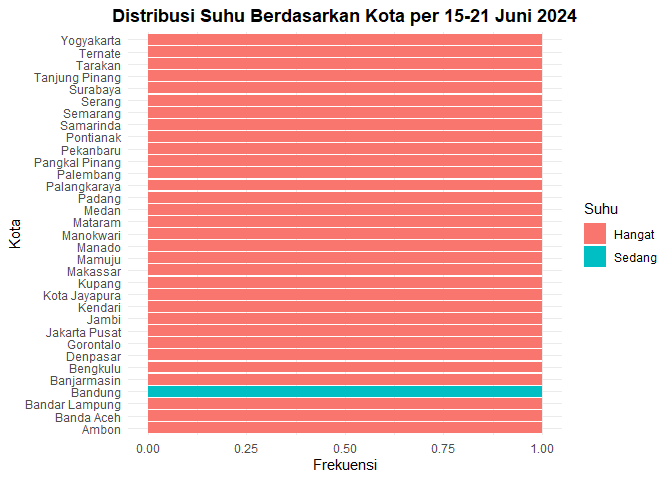 Distribusi Suhu Berdasarkan Kota per 15-21 Juni 2024
Yogyakarta
Ternate
Tarakan
Tanjung Pinang
Surabaya
Serang
Semarang
Samarinda
Pontianak
Pekanbaru
Pangkal Pinang
Palembang
Palangkaraya
Padang
Medan
Mataram
Manokwari
Manado
Mamuju
Makassar
Kupang
Kota Jayapura
Kendari
Jambi
Jakarta Pusat
Gorontalo
Denpasar
Bengkulu
Banjarmasin
Bandung
Bandar Lampung
Banda Aceh
Ambon
Kota
0.00 0.25 0.50 0.75 1.00
Frekuensi
Suhu
Hangat
Sedang